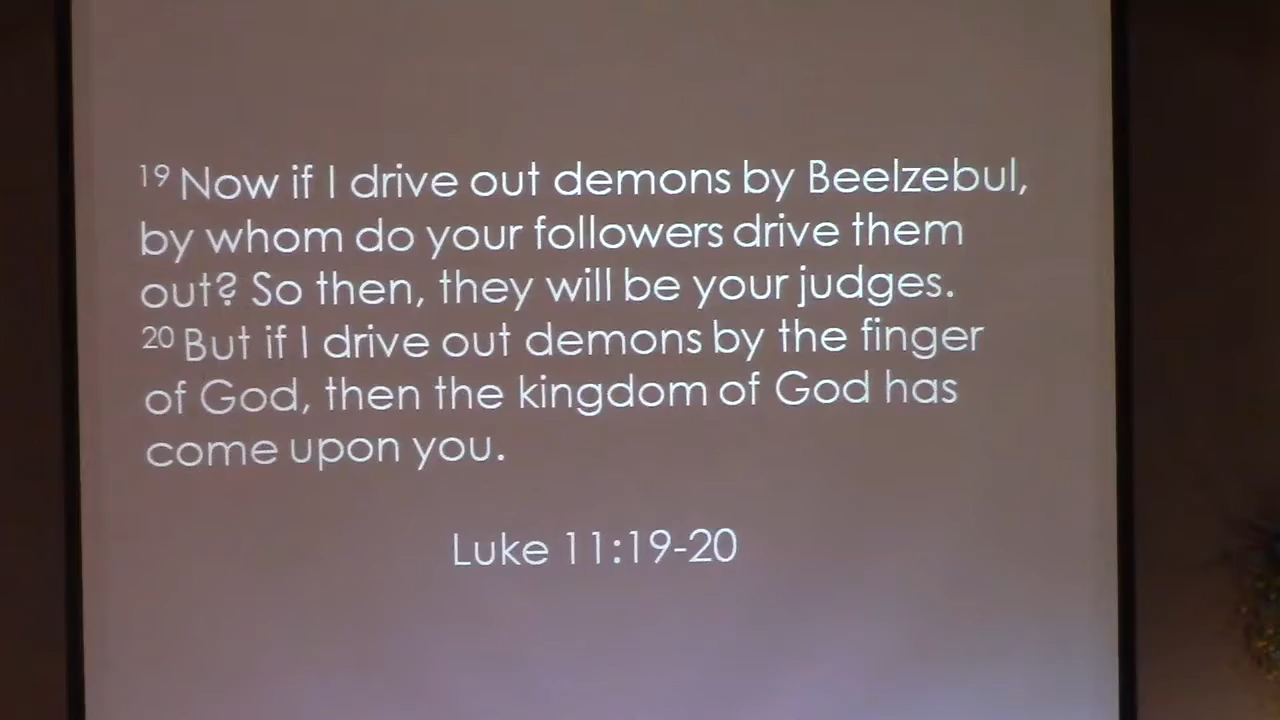 19 Now if I drive out demons by Beelzebul,
by whom do your followers drive them
out? So then, they will be your judges.
20 But if I drive out demons by the finger
of God, then the kingdom of God has
come upon you.
Luke 11:19-20